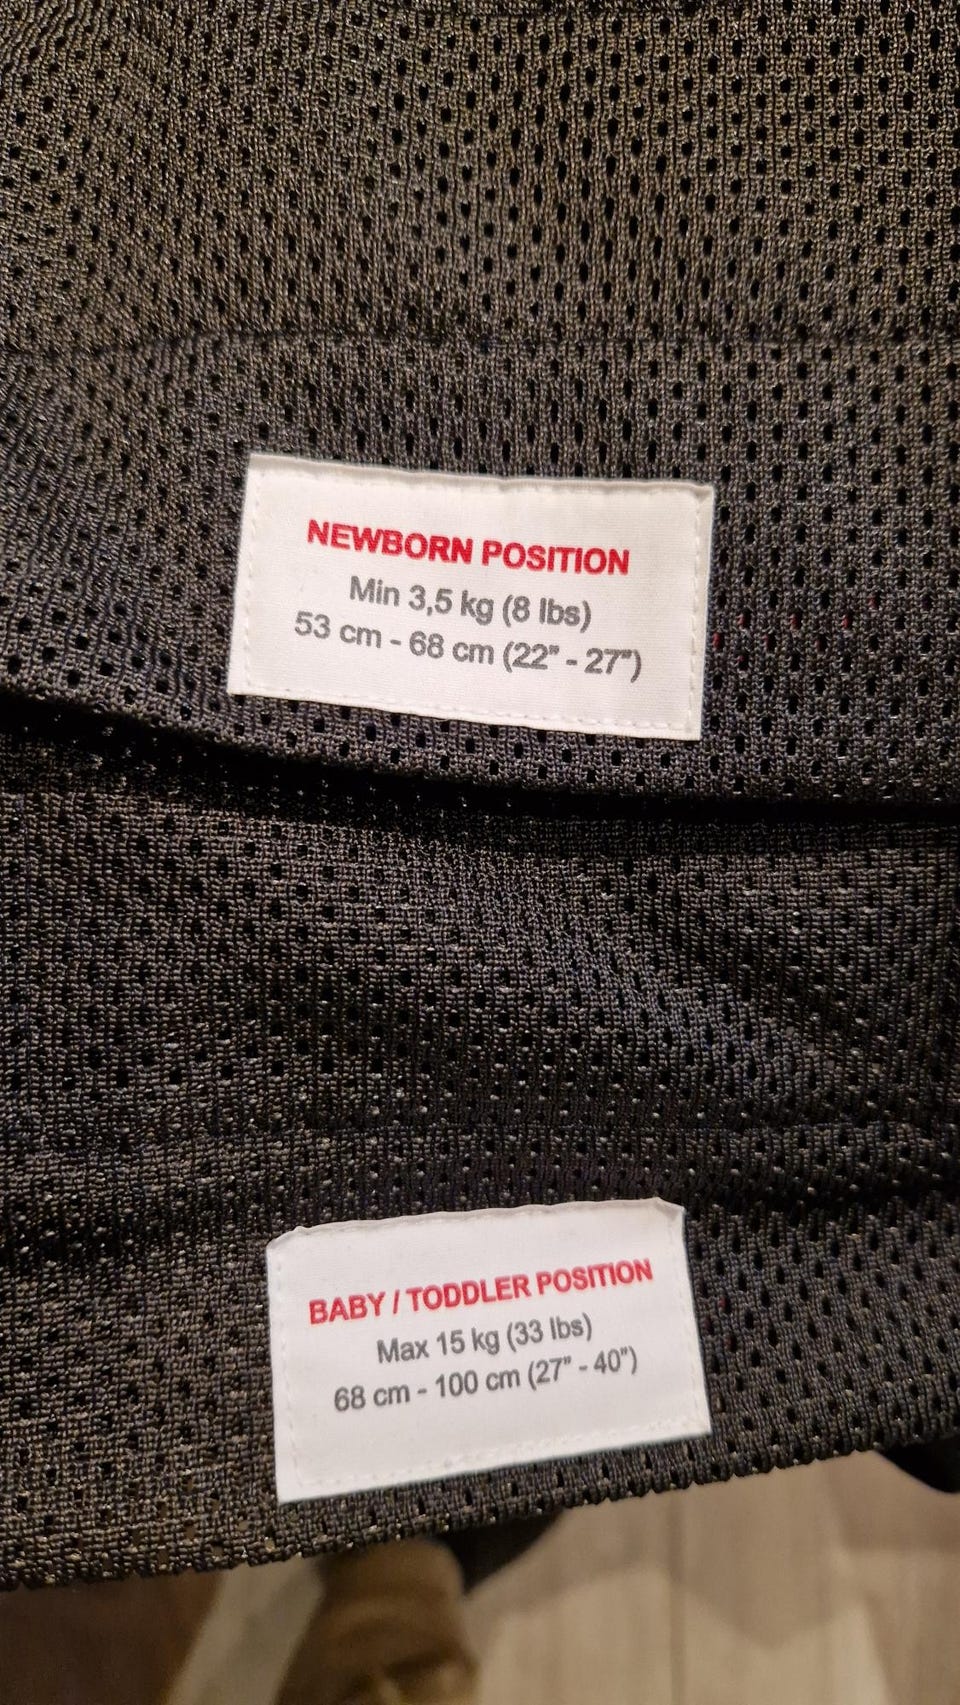 NEWBORN POSITION
Min 3,5 kg (8 lbs)
53 cm - 68 cm (22" - 27")
BABY / TODDLER POSITION
Max 15 kg (33 lbs)
68 cm - 100 cm (27" - 40")